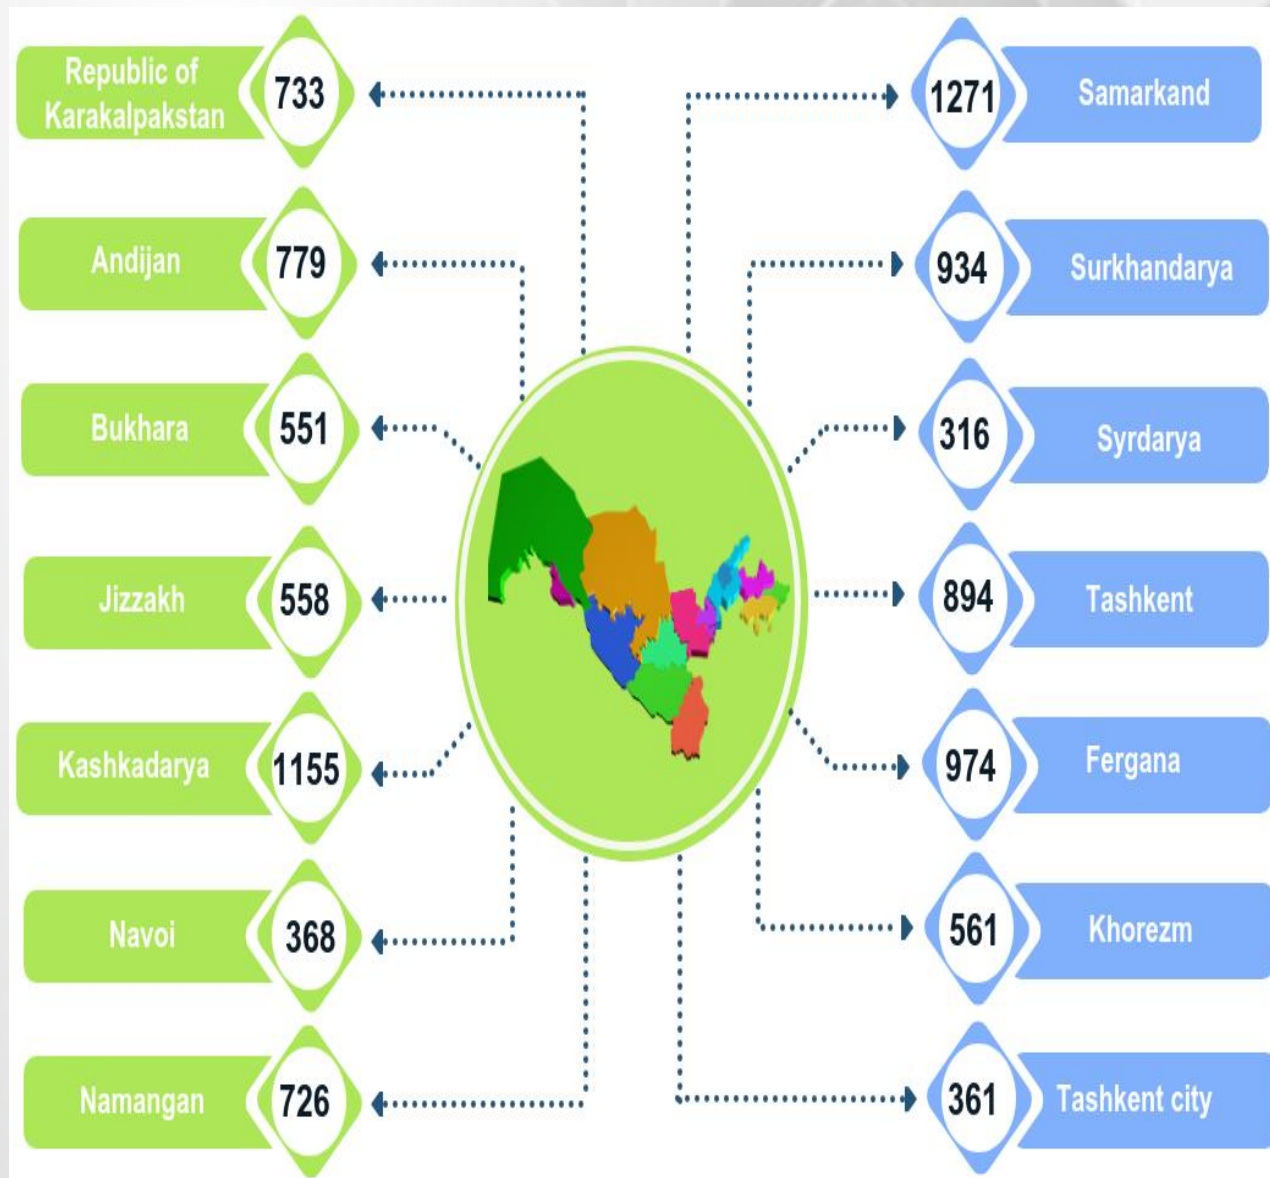 Republic of
Karakalpakstan
733
Andijan
779
Bukhara
551
Jizzakh
558
Kashkadarya
1155
Navoi
368
Namangan
726
1271
Samarkand
934
Surkhandarya
316
Syrdarya
894
Tashkent
974
Fergana
561
Khorezm
361
Tashkent city